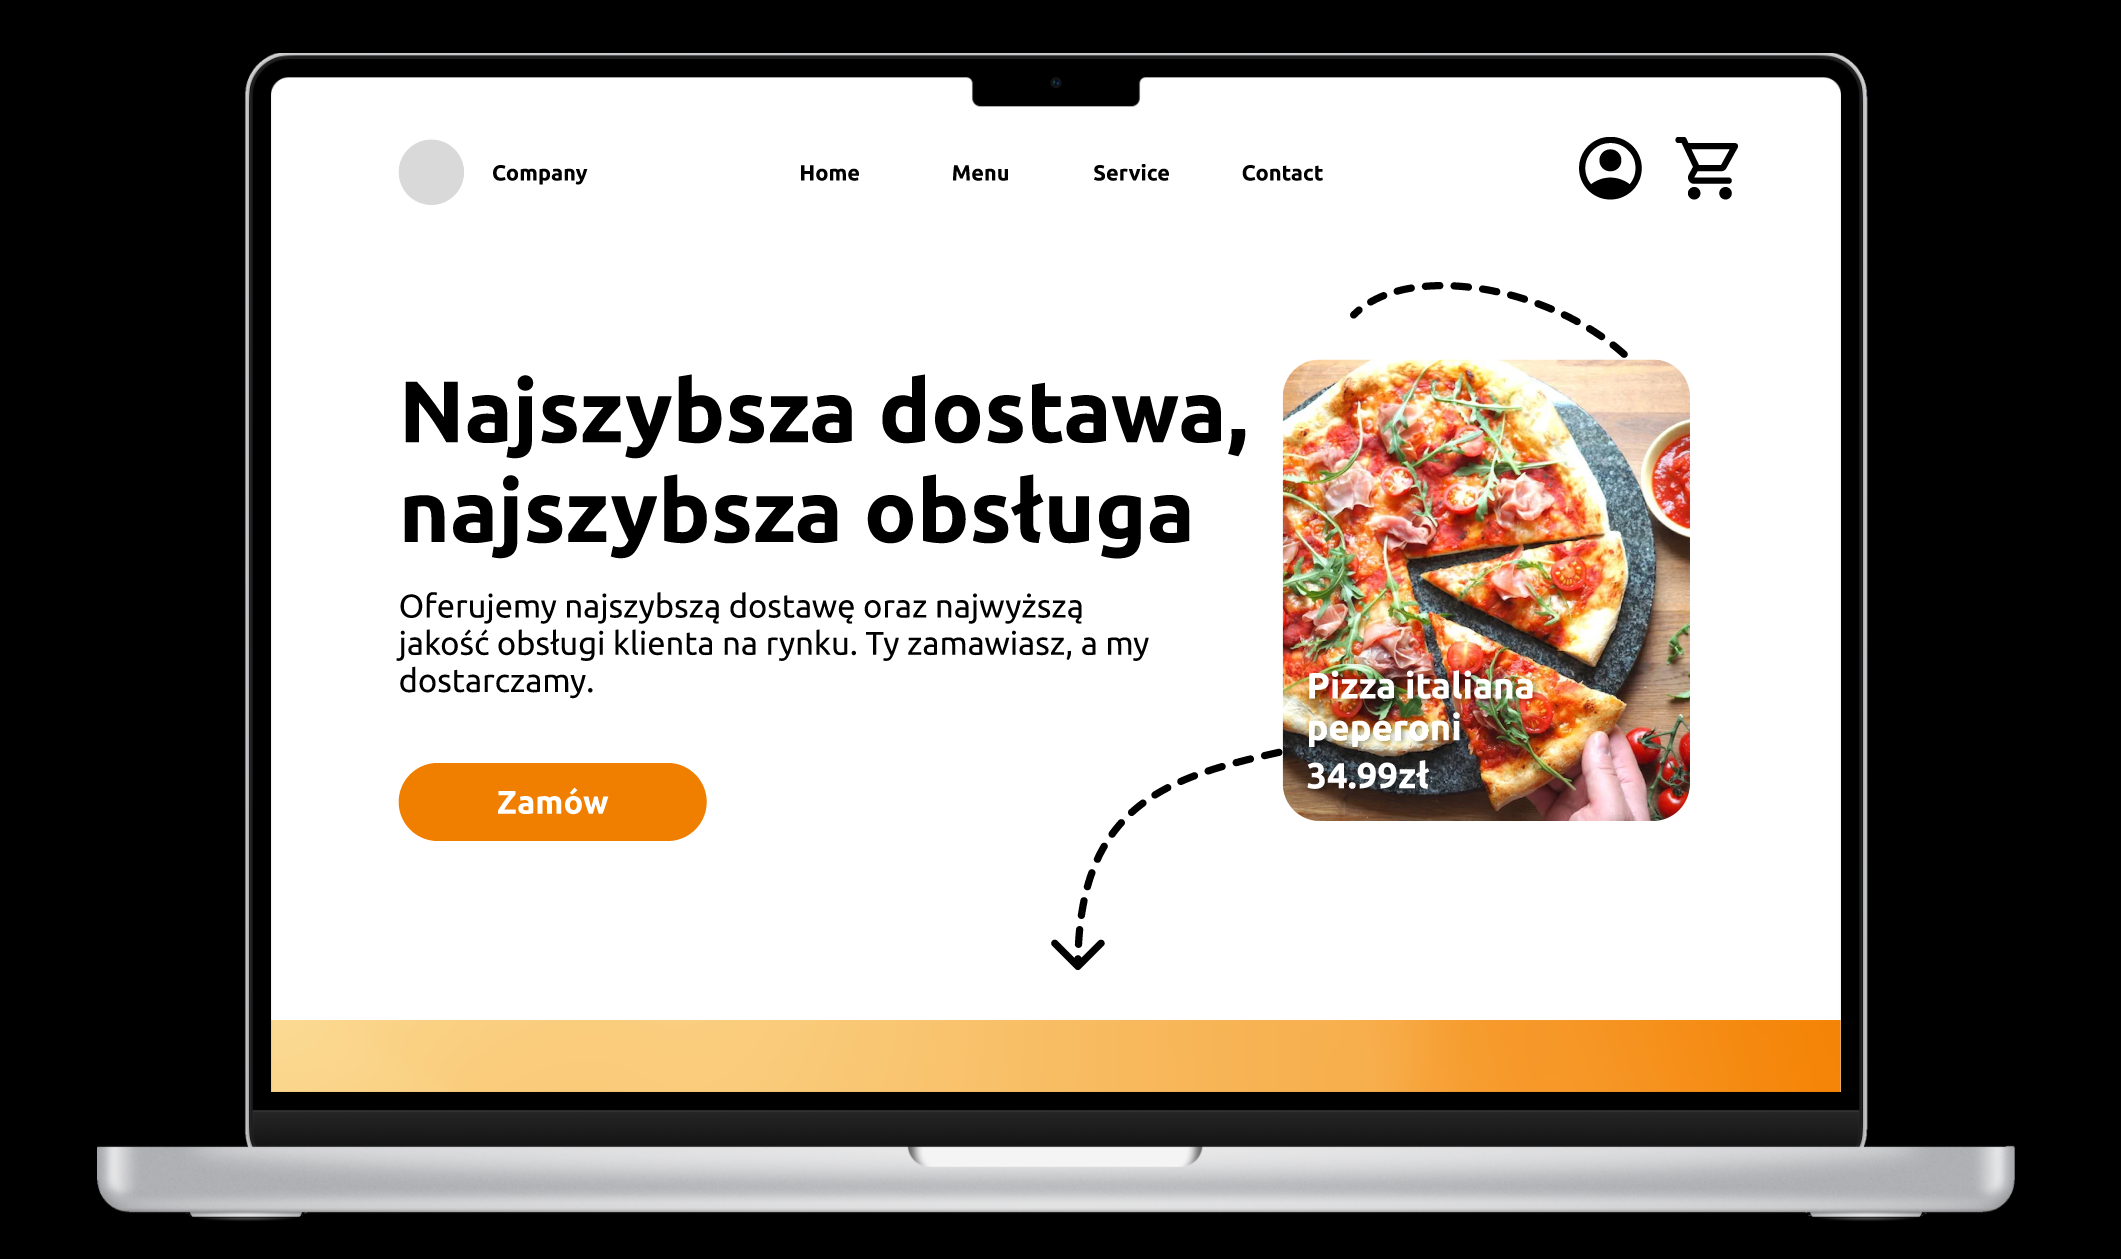 Company
Home
Menu
Service
Contact
Najszybsza dostawa,
najszybsza obsługa
Oferujemy najszybszą dostawę oraz najwyższą
jakość obsługi klienta na rynku. Ty zamawiasz, a my
dostarczamy.
Zamów
Pizza italiana
peperoni
34.99zł